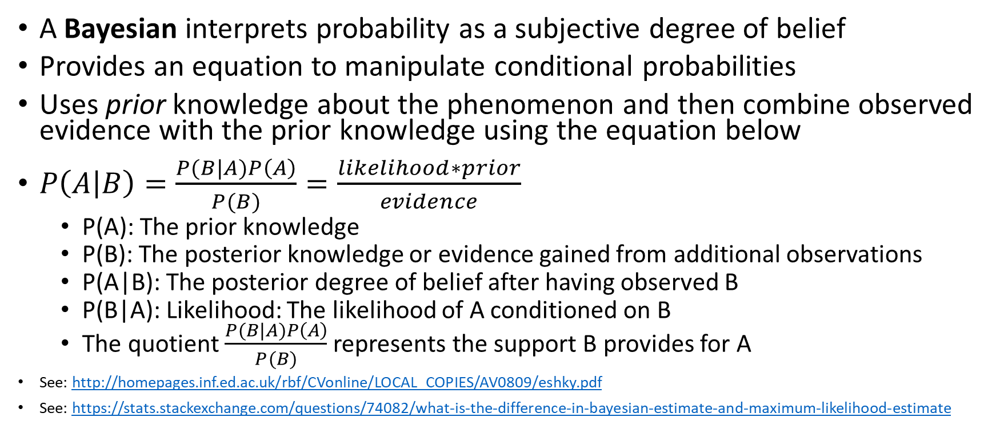 • A Bayesian interprets probability as a subjective degree of belief
• Provides an equation to manipulate conditional probabilities
• Uses prior knowledge about the phenomenon and then combine observed
evidence with the prior knowledge using the equation below
• P(A|B) = P(B|A)P(A) / P(B) = likelihood*prior / evidence
• P(A): The prior knowledge
• P(B): The posterior knowledge or evidence gained from additional observations
• P(A|B): The posterior degree of belief after having observed B
• P(B|A): Likelihood: The likelihood of A conditioned on B
• The quotient P(B|A)P(A) / P(B) represents the support B provides for A
• See: http://homepages.inf.ed.ac.uk/rbf/CVonline/LOCAL_COPIES/AV0809/eshky.pdf
• See: https://stats.stackexchange.com/questions/74082/what-is-the-difference-in-bayesian-estimate-and-maximum-likelihood-estimate